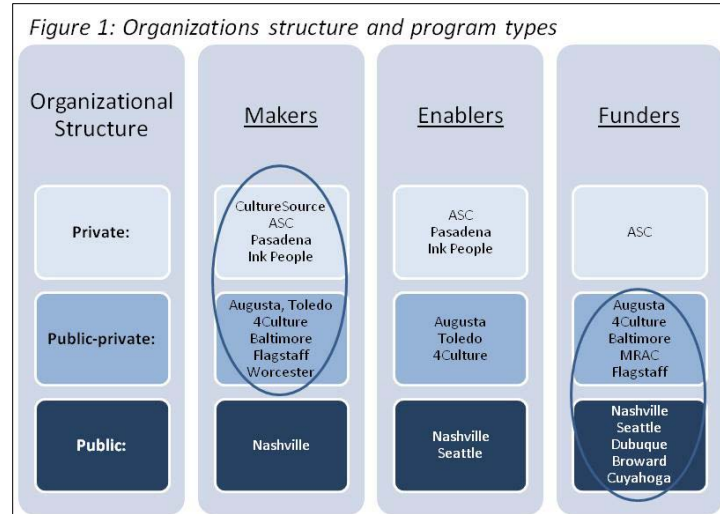 Figure 1: Organizations structure and program types
Organizational
Structure
Makers
Enablers
Funders
Private:
CultureSource
ASC
Pasadena
Ink People
ASC
Pasadena
Ink People
ASC
Public-private:
Augusta, Toledo
4Culture
Baltimore
Flagstaff
Worcester
Augusta
Toledo
4Culture
Augusta
4Culture
Baltimore
MRAC
Flagstaff
Public:
Nashville
Nashville
Seattle
Nashville
Seattle
Dubuque
Broward
Cuyahoga